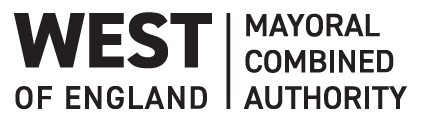 WEST
OF ENGLAND
MAYORAL
COMBINED
AUTHORITY